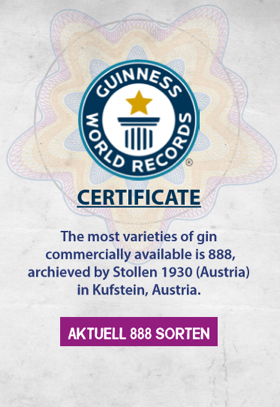 GUINNESS
WORLD RECORDS
®
CERTIFICATE
The most varieties of gin
commercially available is 888,
archieved by Stollen 1930 (Austria)
in Kufstein, Austria.
AKTUELL 888 SORTEN